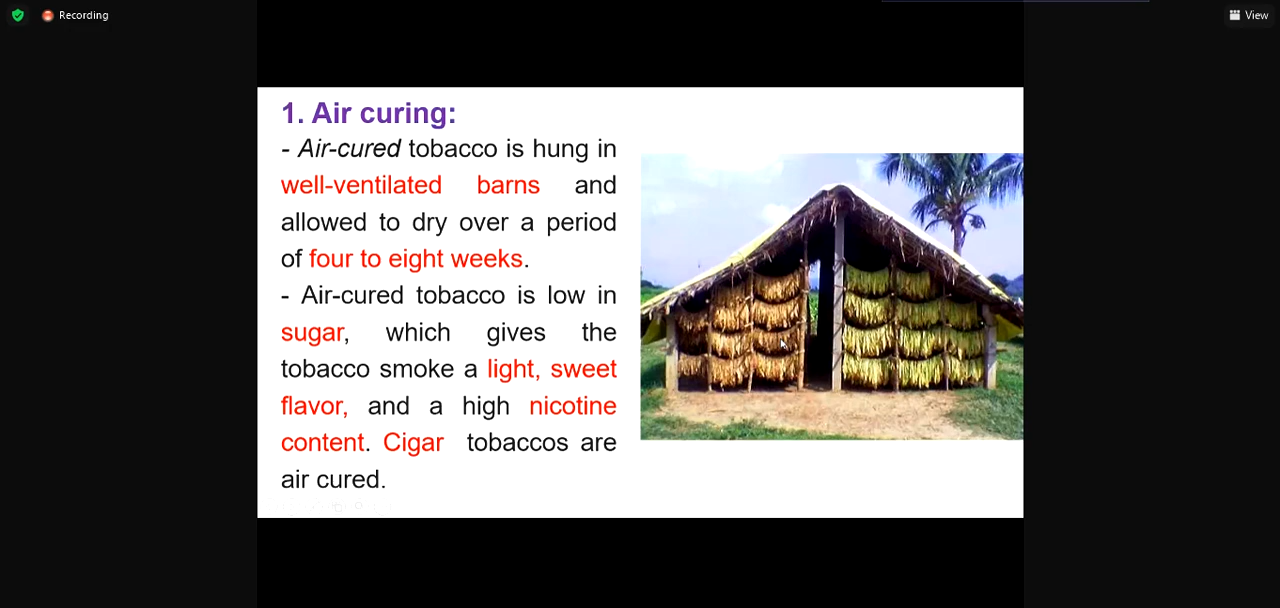 Recording
View
1. Air curing:
- Air-cured tobacco is hung in
well-ventilated barns and
allowed to dry over a period
of four to eight weeks.
- Air-cured tobacco is low in
sugar, which gives the
tobacco smoke a light, sweet
flavor, and a high nicotine
content. Cigar tobaccos are
air cured.